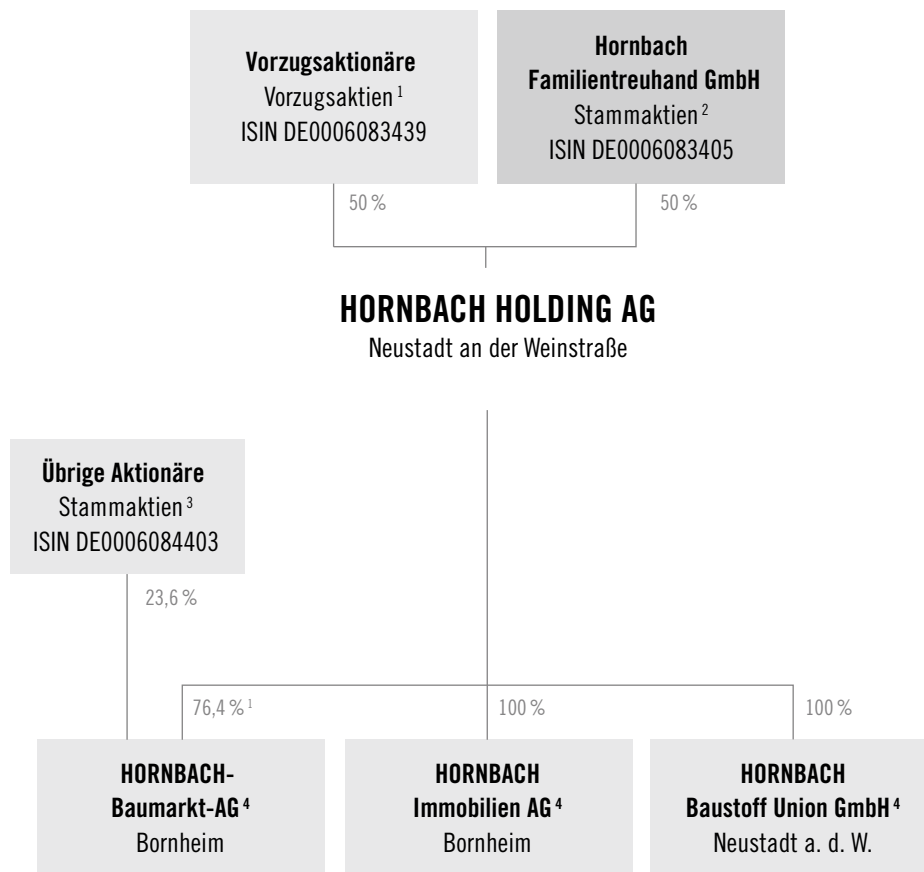 Vorzugsaktionäre
Vorzugsaktien ¹
ISIN DE0006083439
Hornbach
Familientreuhand GmbH
Stammaktien ²
ISIN DE0006083405
50 %
50 %
HORNBACH HOLDING AG
Neustadt an der Weinstraße
Übrige Aktionäre
Stammaktien ³
ISIN DE0006084403
23,6 %
76,4 % ¹
100 %
100 %
HORNBACH-
Baumarkt-AG ⁴
Bornheim
HORNBACH
Immobilien AG ⁴
Bornheim
HORNBACH
Baustoff Union GmbH ⁴
Neustadt a. d. W.